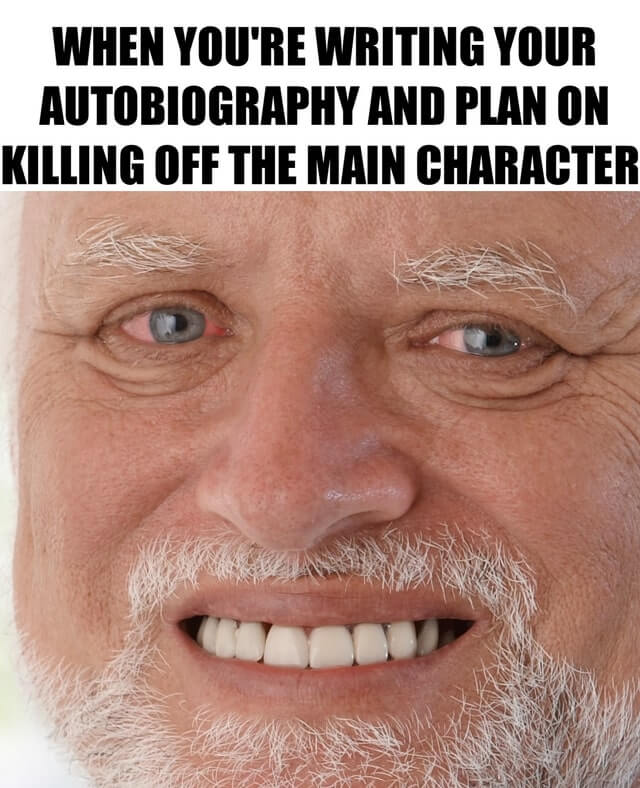 WHEN YOU'RE WRITING YOUR
AUTOBIOGRAPHY AND PLAN ON
KILLING OFF THE MAIN CHARACTER